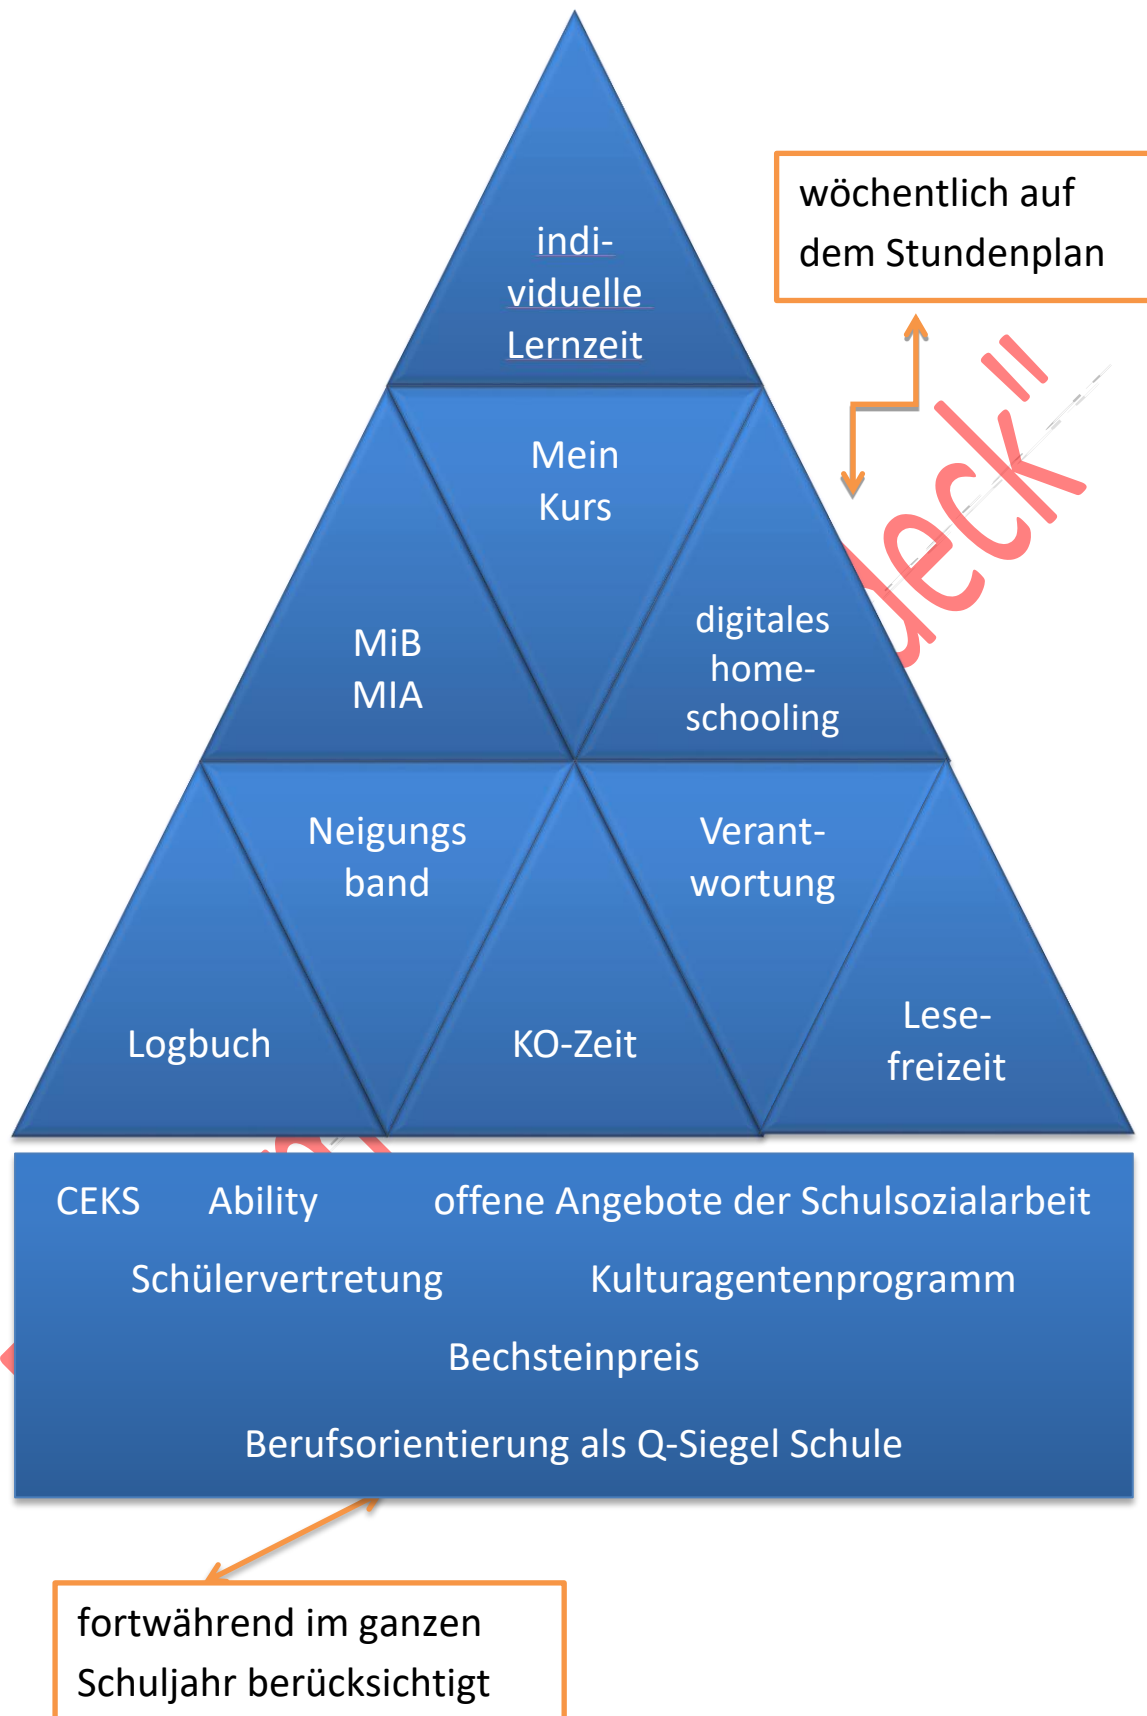 indi-
viduelle
Lernzeit
wöchentlich auf
dem Stundenplan
Mein
Kurs
MiB
MIA
digitales
home-
schooling
Neigungs
band
Verant-
wortung
Logbuch
KO-Zeit
Lese-
freizeit
CEKS Ability offene Angebote der Schulsozialarbeit
Schülervertretung Kulturagentenprogramm
Bechsteinpreis
Berufsorientierung als Q-Siegel Schule
fortwährend im ganzen
Schuljahr berücksichtigt